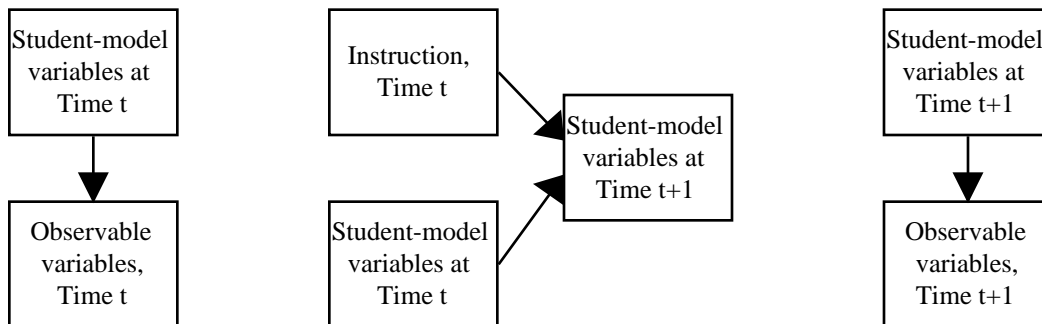 Student-model
variables at
Time t
Observable
variables,
Time t
Instruction,
Time t
Student-model
variables at
Time t
Student-model
variables at
Time t+1
Student-model
variables at
Time t+1
Observable
variables,
Time t+1